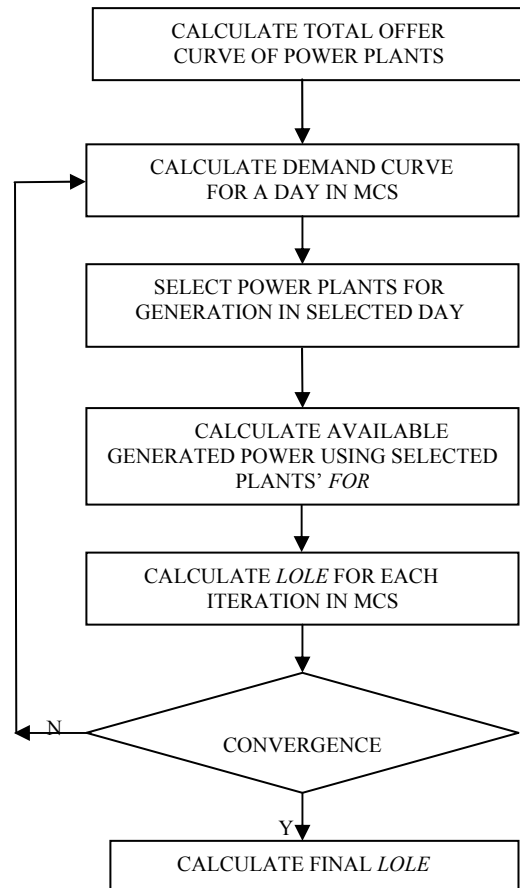 CALCULATE TOTAL OFFER
CURVE OF POWER PLANTS
CALCULATE DEMAND CURVE
FOR A DAY IN MCS
SELECT POWER PLANTS FOR
GENERATION IN SELECTED DAY
CALCULATE AVAILABLE
GENERATED POWER USING SELECTED
PLANTS’ FOR
CALCULATE LOLE FOR EACH
ITERATION IN MCS
N
CONVERGENCE
Y
CALCULATE FINAL LOLE